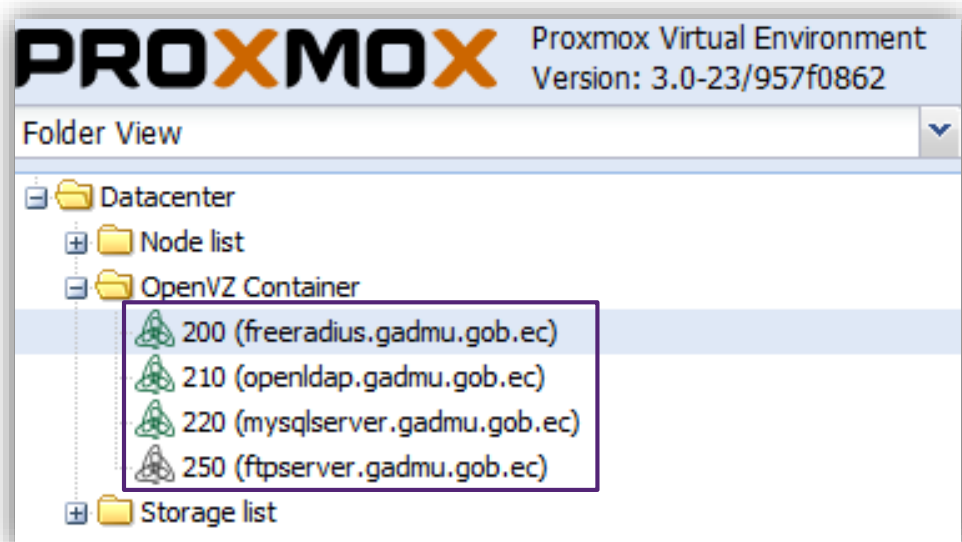 PROXMOX
Proxmox Virtual Environment
Version: 3.0-23/957f0862
Folder View
Datacenter
Node list
OpenVZ Container
200 (freeradius.gadmu.gob.ec)
210 (openldap.gadmu.gob.ec)
220 (mysqlserver.gadmu.gob.ec)
250 (ftpserver.gadmu.gob.ec)
Storage list